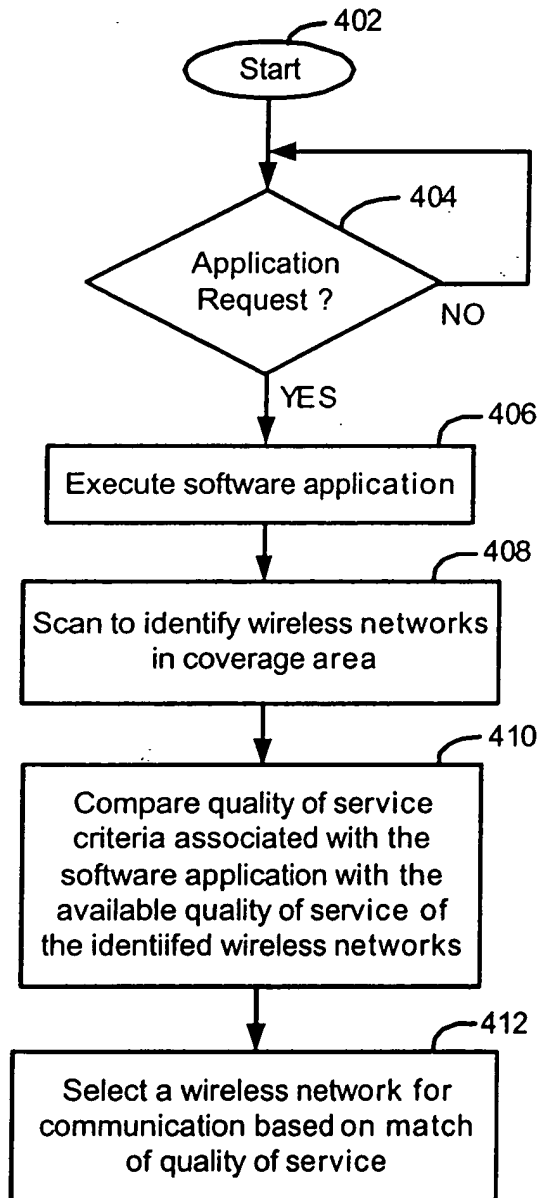 402
Start
404
Application
Request ?
NO
YES
406
Execute software application
408
Scan to identify wireless networks
in coverage area
410
Compare quality of service
criteria associated with the
software application with the
available quality of service of
the identiifed wireless networks
412
Select a wireless network for
communication based on match
of quality of service